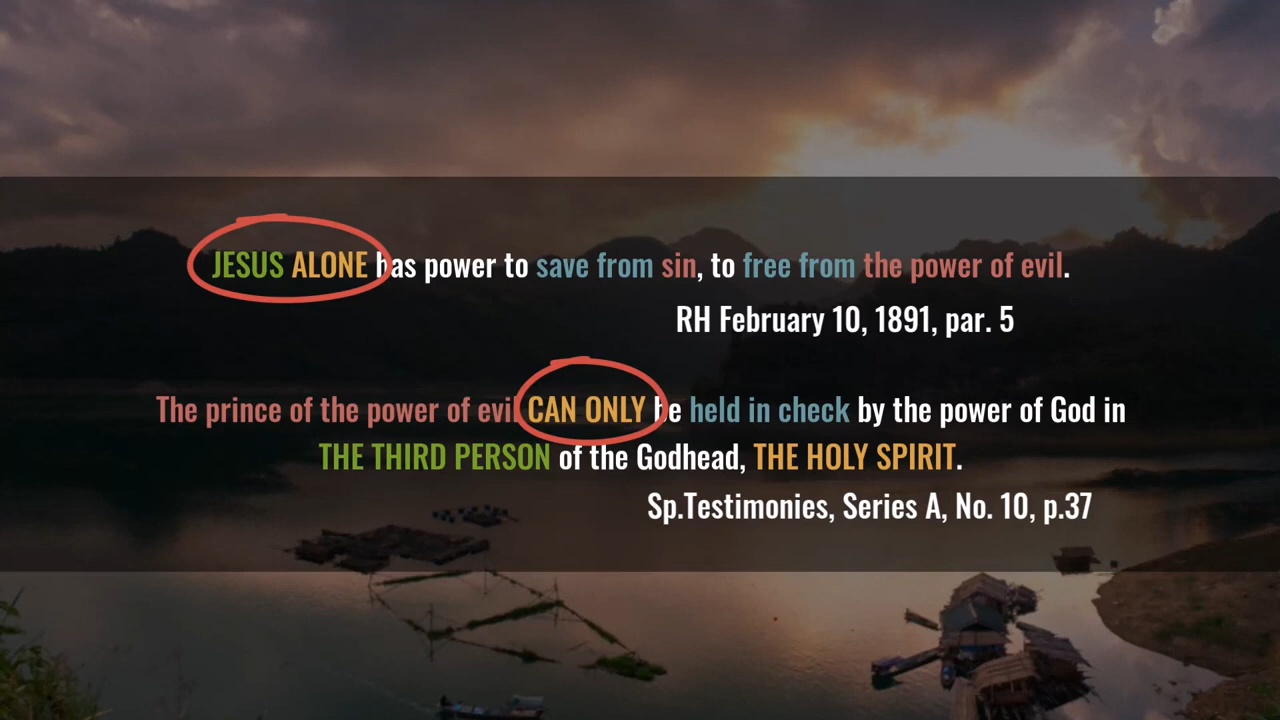 JESUS ALONE has power to save from sin, to free from the power of evil.
RH February 10, 1891, par. 5
The prince of the power of evil CAN ONLY be held in check by the power of God in
THE THIRD PERSON of the Godhead, THE HOLY SPIRIT.
Sp.Testimonies, Series A, No. 10, p.37